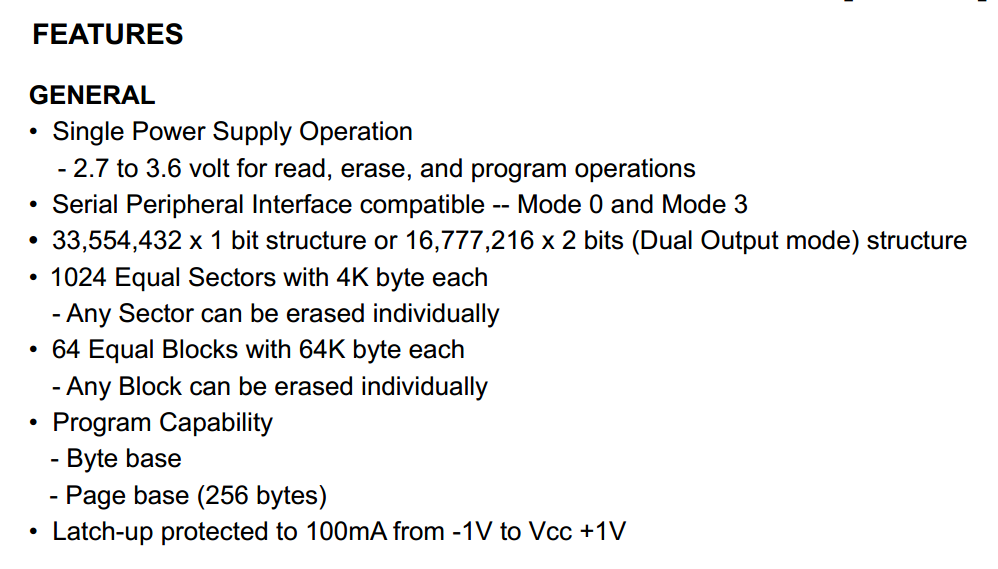 FEATURES
GENERAL
• Single Power Supply Operation
- 2.7 to 3.6 volt for read, erase, and program operations
• Serial Peripheral Interface compatible -- Mode 0 and Mode 3
• 33,554,432 x 1 bit structure or 16,777,216 x 2 bits (Dual Output mode) structure
• 1024 Equal Sectors with 4K byte each
- Any Sector can be erased individually
• 64 Equal Blocks with 64K byte each
- Any Block can be erased individually
• Program Capability
- Byte base
- Page base (256 bytes)
• Latch-up protected to 100mA from -1V to Vcc +1V